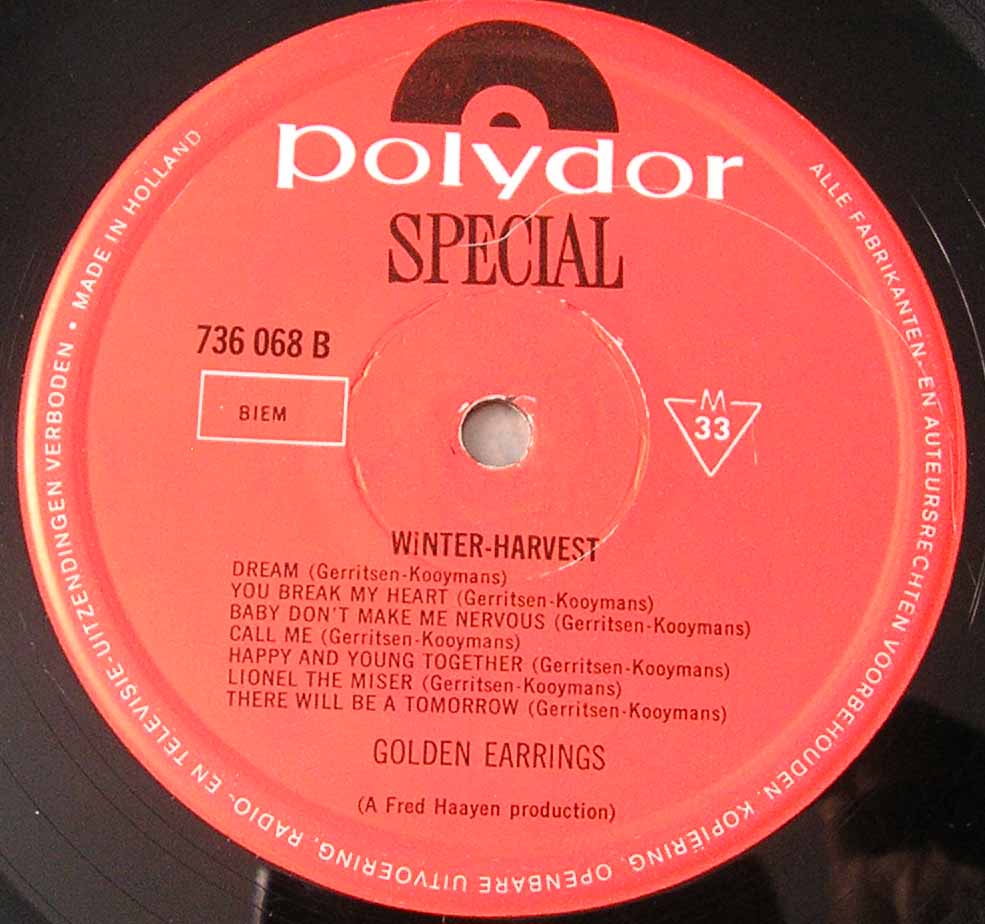 polydor
SPECIAL
736 068 B
BIEM
M
33
WiNTER-HARVEST
DREAM (Gerritsen-Kooymans)
YOU BREAK MY HEART (Gerritsen-Kooymans)
BABY DON'T MAKE ME NERVOUS (Gerritsen-Kooymans)
CALL ME (Gerritsen-Kooymans)
HAPPY AND YOUNG TOGETHER (Gerritsen-Kooymans)
LIONEL THE MISER (Gerritsen-Kooymans)
THERE WILL BE A TOMORROW (Gerritsen-Kooymans)
GOLDEN EARRINGS
(A Fred Haayen production)
ALLE FABRIKANTEN- EN AUTEURSRECHTEN VOORBEHOUDEN. KOPIËRING, OPENBARE UITVOERING, RADIO- EN TELEVISIE-UITZENDINGEN VERBODEN • MADE IN HOLLAND